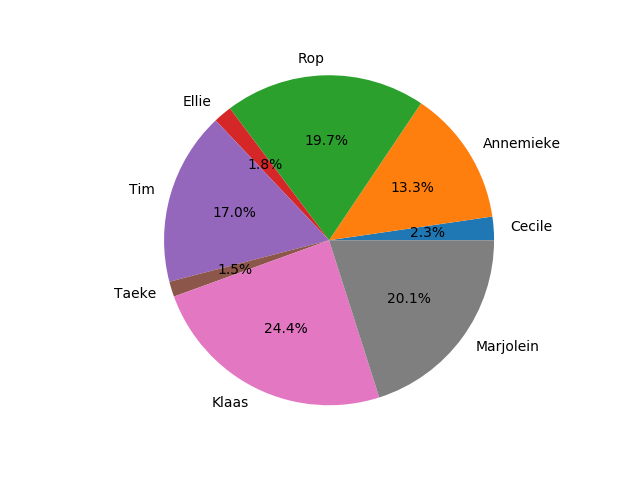 Rop
Ellie
19.7%
Annemieke
1.8%
13.3%
Tim
17.0%
Cecile
2.3%
1.5%
Taeke
20.1%
24.4%
Marjolein
Klaas